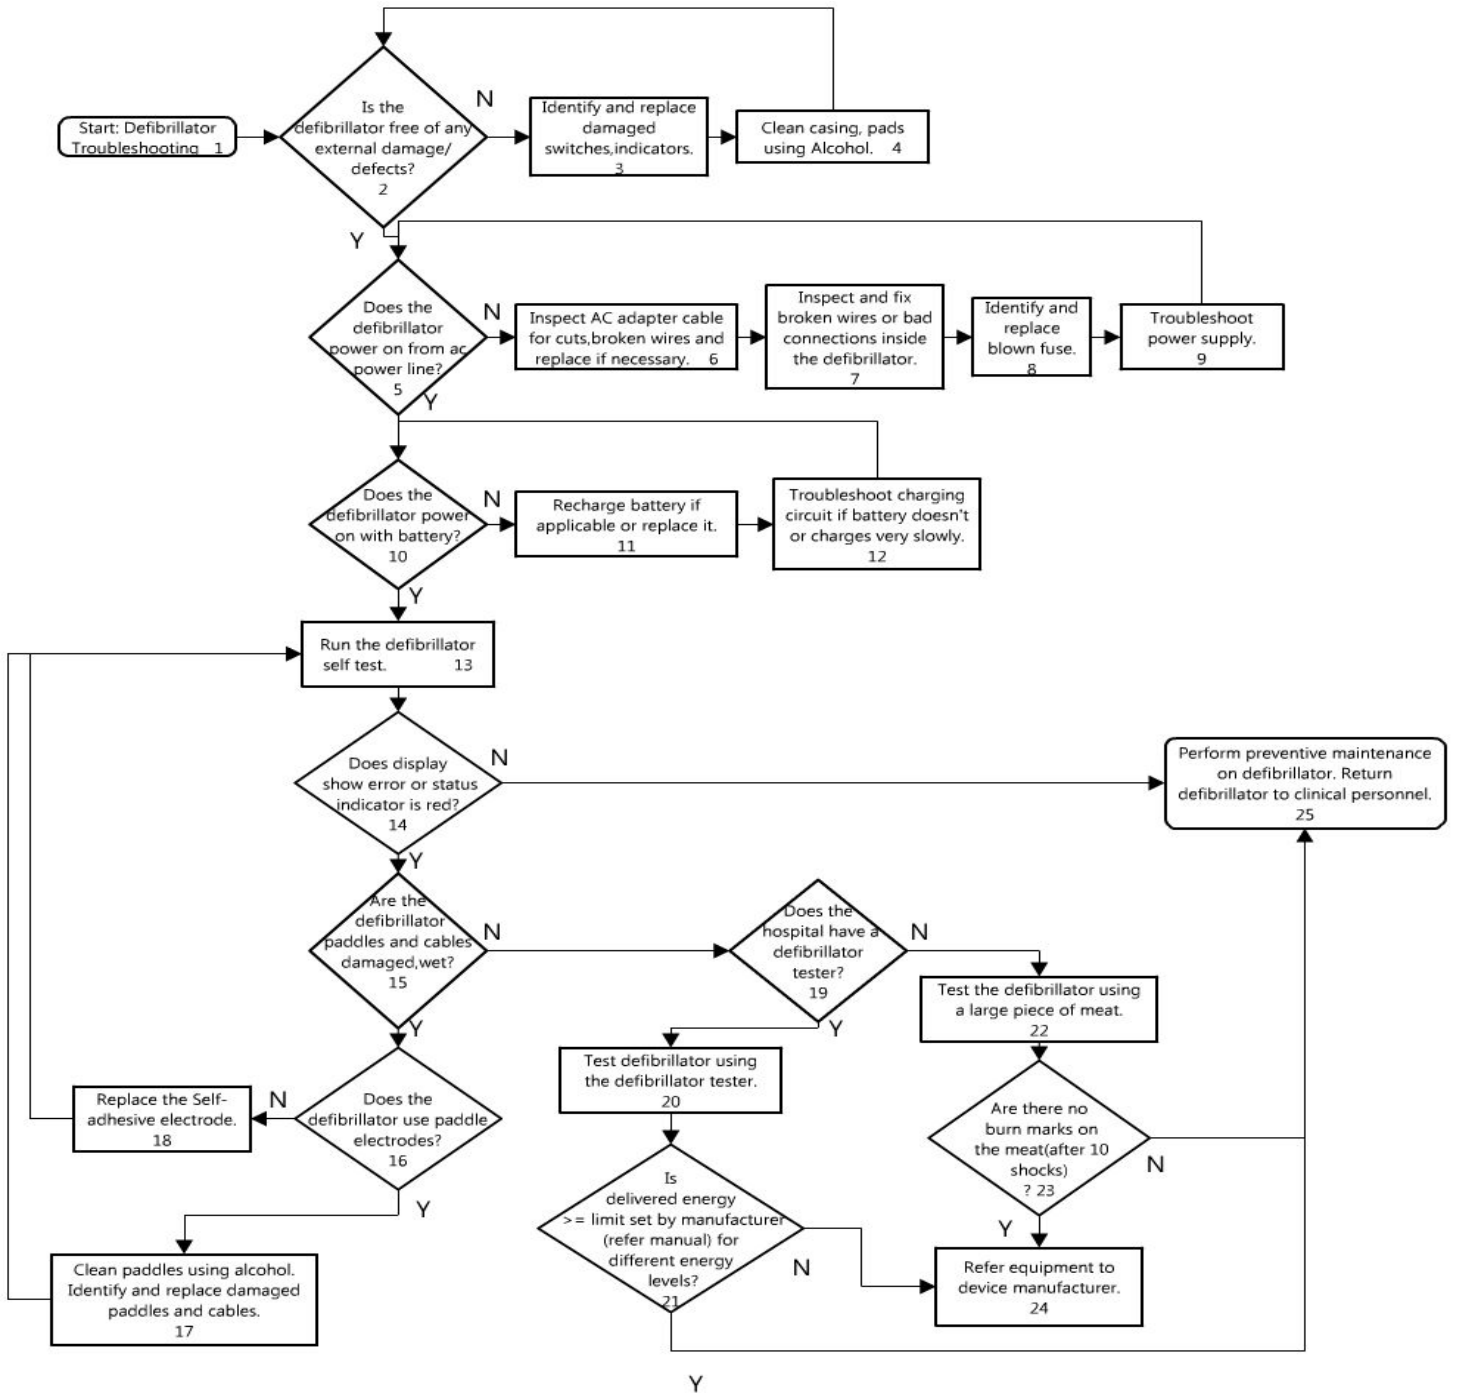 Is the
defibrillator free of any
external damage/
defects?
2
N
Start: Defibrillator
Troubleshooting 1
Identify and replace
damaged
switches,indicators.
3
Clean casing, pads
using Alcohol. 4
Y
Does the
defibrillator
power on from ac
power line?
5
N
Inspect AC adapter cable
for cuts,broken wires and
replace if necessary. 6
Inspect and fix
broken wires or bad
connections inside
the defibrillator.
7
Identify and
replace
blown fuse.
8
Troubleshoot
power supply.
9
Y
Does the
defibrillator power
on with battery?
10
N
Recharge battery if
applicable or replace it.
11
Troubleshoot charging
circuit if battery doesn't
or charges very slowly.
12
Y
Run the defibrillator
self test. 13
Does display
show error or status
indicator is red?
14
N
Perform preventive maintenance
on defibrillator. Return
defibrillator to clinical personnel.
25
Y
Are the
defibrillator
paddles and cables
damaged,wet?
15
N
Does the
hospital have a
defibrillator
tester?
19
N
Test the defibrillator using
a large piece of meat.
22
Y
Y
Test defibrillator using
the defibrillator tester.
20
Does the
defibrillator use paddle
electrodes?
16
N
Replace the Self-
adhesive electrode.
18
Are there no
burn marks on
the meat(after 10
shocks)
? 23
N
Y
Y
Is
delivered energy
>= limit set by manufacturer
(refer manual) for
different energy
levels?
21
N
Clean paddles using alcohol.
Identify and replace damaged
paddles and cables.
17
Refer equipment to
device manufacturer.
24
Y